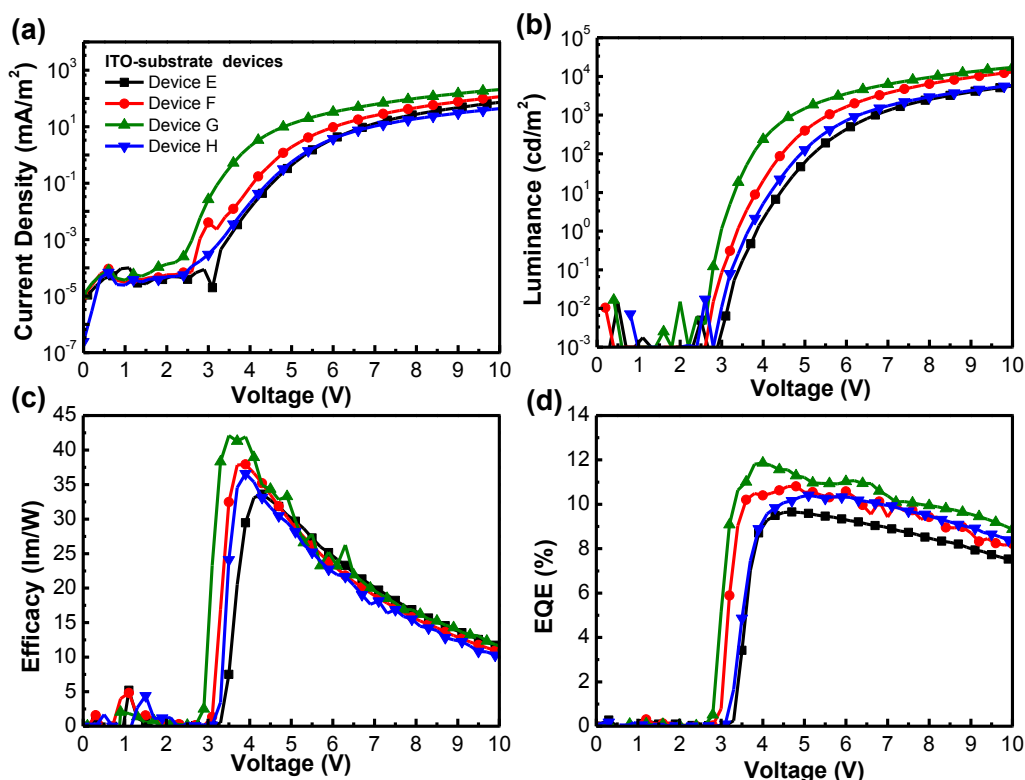 (a)
ITO-substrate devices
Device E
Device F
Device G
Device H
Current Density (mA/m²)
10³
10¹
10⁻¹
10⁻³
10⁻⁵
10⁻⁷
0 1 2 3 4 5 6 7 8 9 10
Voltage (V)
(b)
Luminance (cd/m²)
10⁵
10⁴
10³
10²
10¹
10⁰
10⁻¹
10⁻²
10⁻³
0 1 2 3 4 5 6 7 8 9 10
Voltage (V)
(c)
Efficacy (lm/W)
45
40
35
30
25
20
15
10
5
0
0 1 2 3 4 5 6 7 8 9 10
Voltage (V)
(d)
EQE (%)
14
12
10
8
6
4
2
0
0 1 2 3 4 5 6 7 8 9 10
Voltage (V)